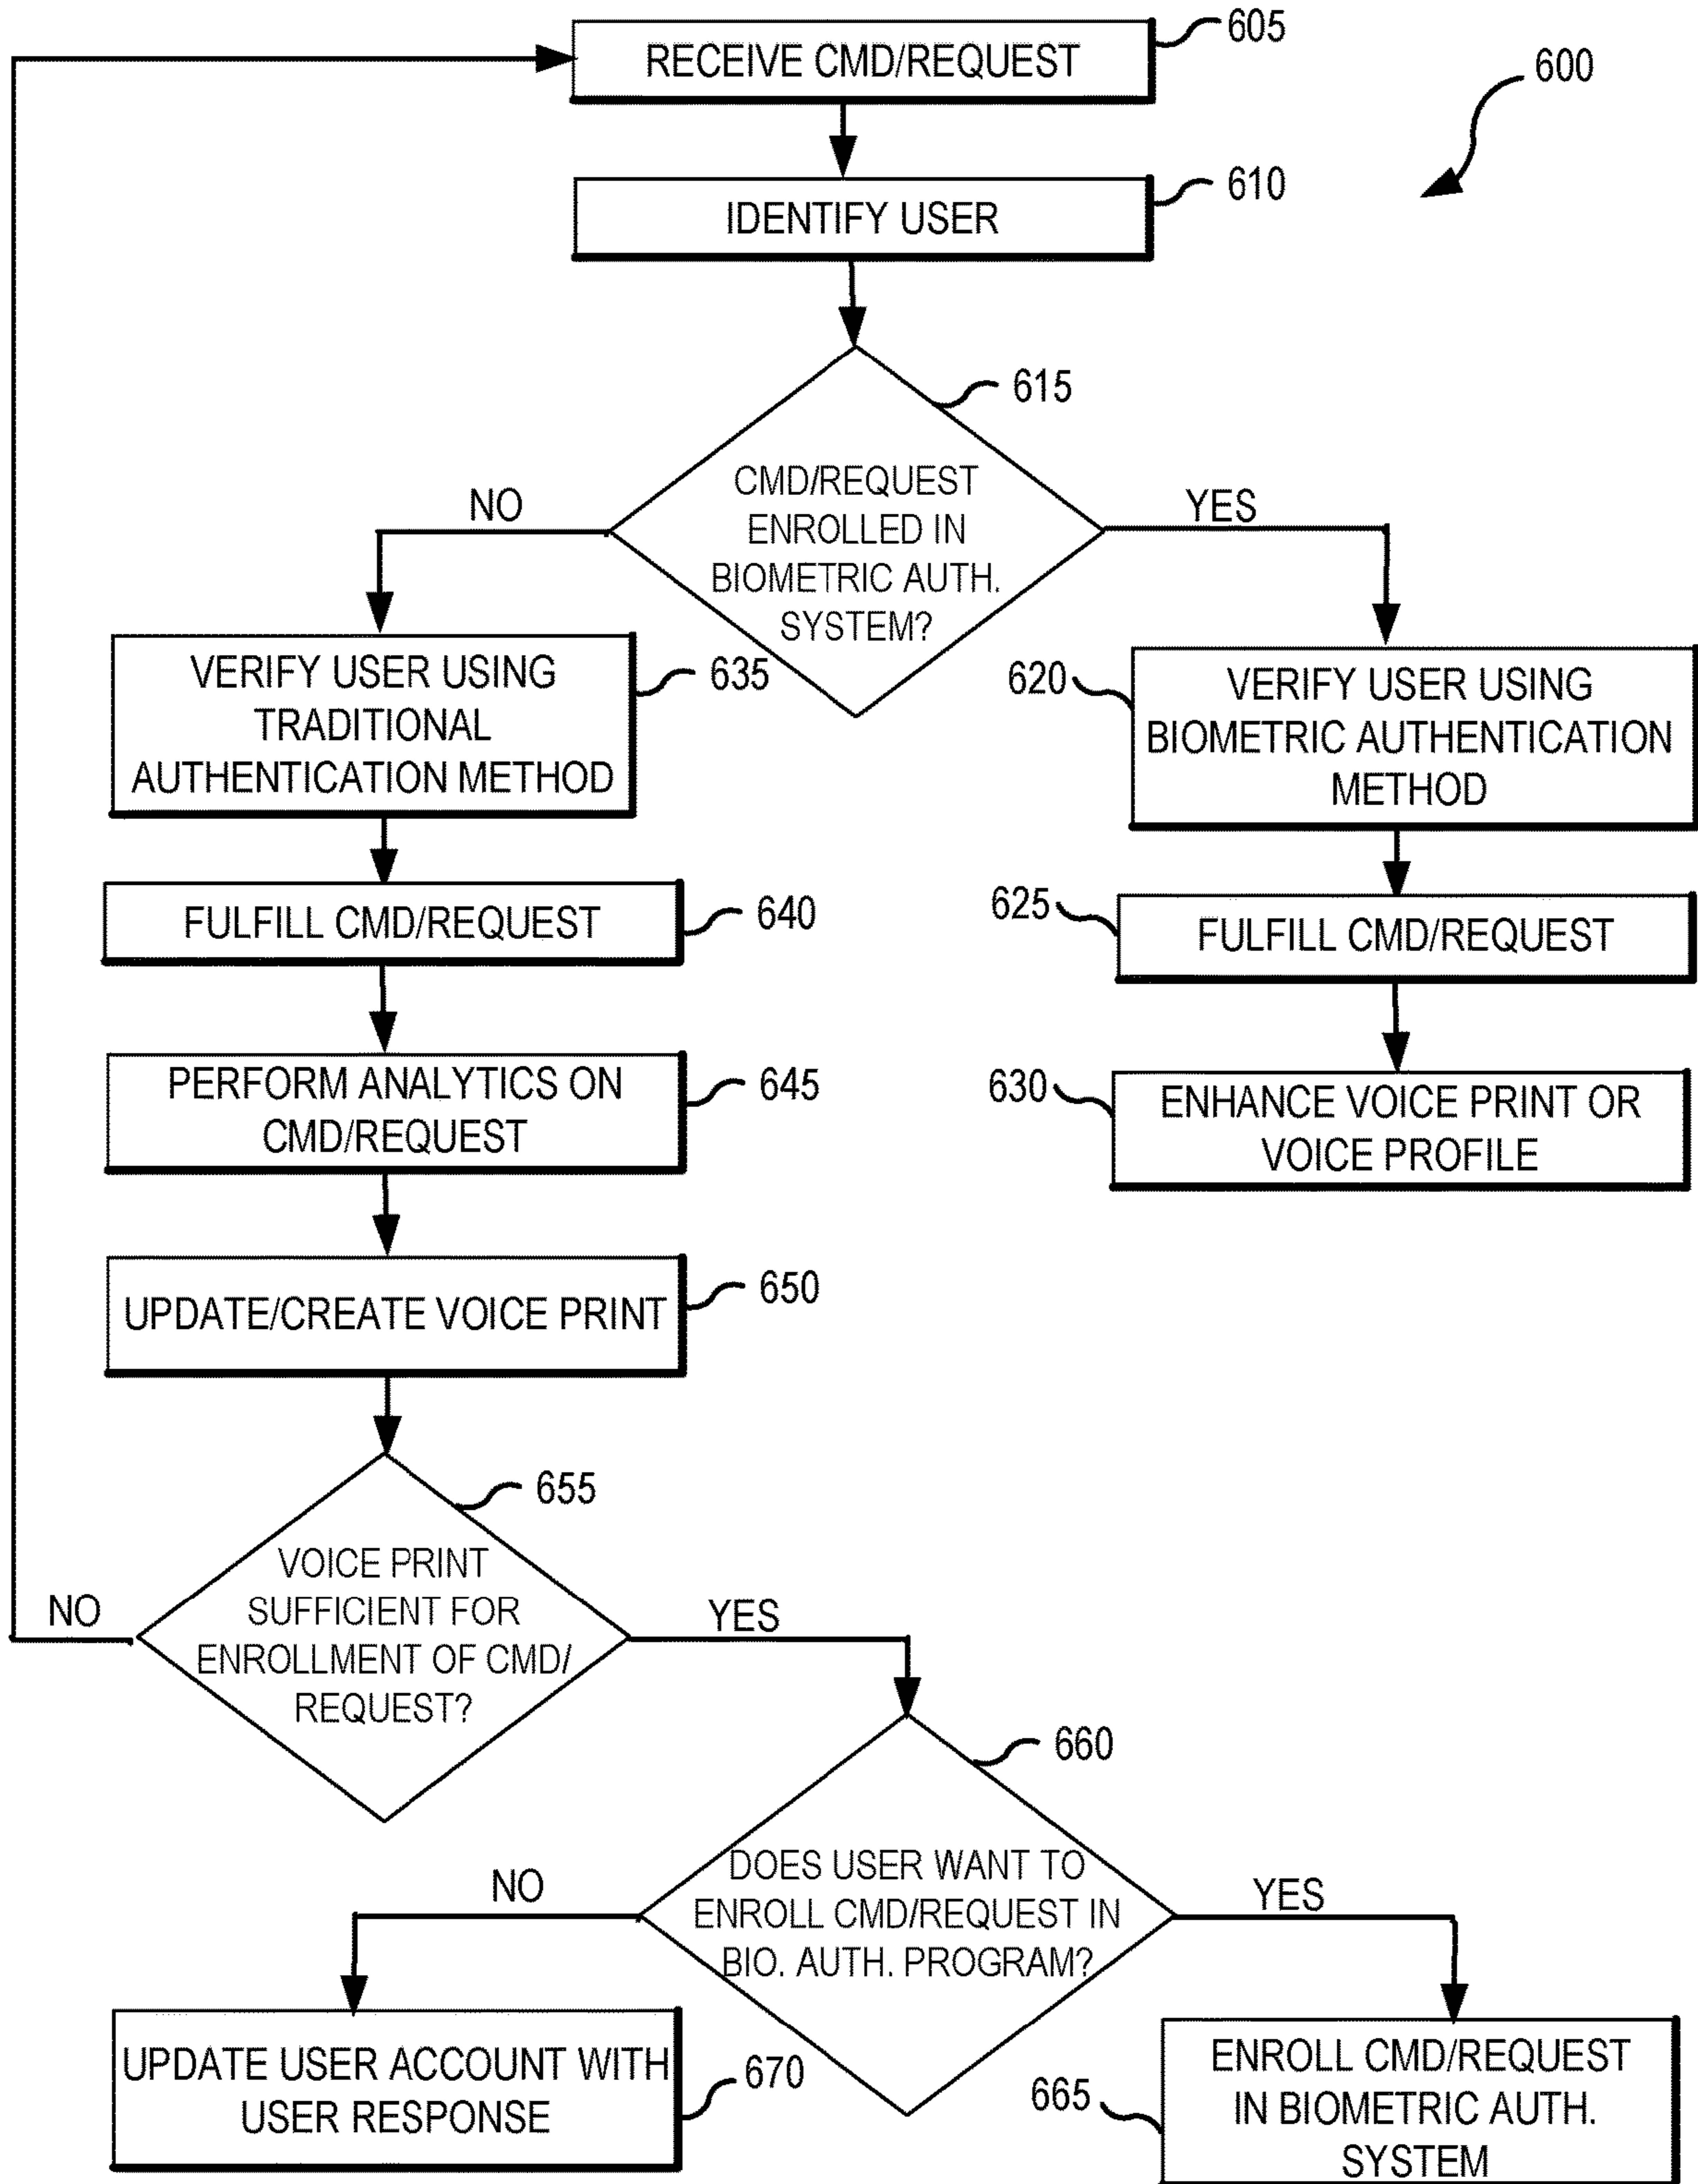 RECEIVE CMD/REQUEST
605
600
IDENTIFY USER
610
615
CMD/REQUEST
ENROLLED IN
BIOMETRIC AUTH.
SYSTEM?
NO
YES
VERIFY USER USING
TRADITIONAL
AUTHENTICATION METHOD
635
620
VERIFY USER USING
BIOMETRIC AUTHENTICATION
METHOD
FULFILL CMD/REQUEST
640
625
FULFILL CMD/REQUEST
PERFORM ANALYTICS ON
CMD/REQUEST
645
630
ENHANCE VOICE PRINT OR
VOICE PROFILE
UPDATE/CREATE VOICE PRINT
650
655
VOICE PRINT
SUFFICIENT FOR
ENROLLMENT OF CMD/
REQUEST?
NO
YES
660
DOES USER WANT TO
ENROLL CMD/REQUEST IN
BIO. AUTH. PROGRAM?
NO
YES
UPDATE USER ACCOUNT WITH
USER RESPONSE
670
665
ENROLL CMD/REQUEST
IN BIOMETRIC AUTH.
SYSTEM